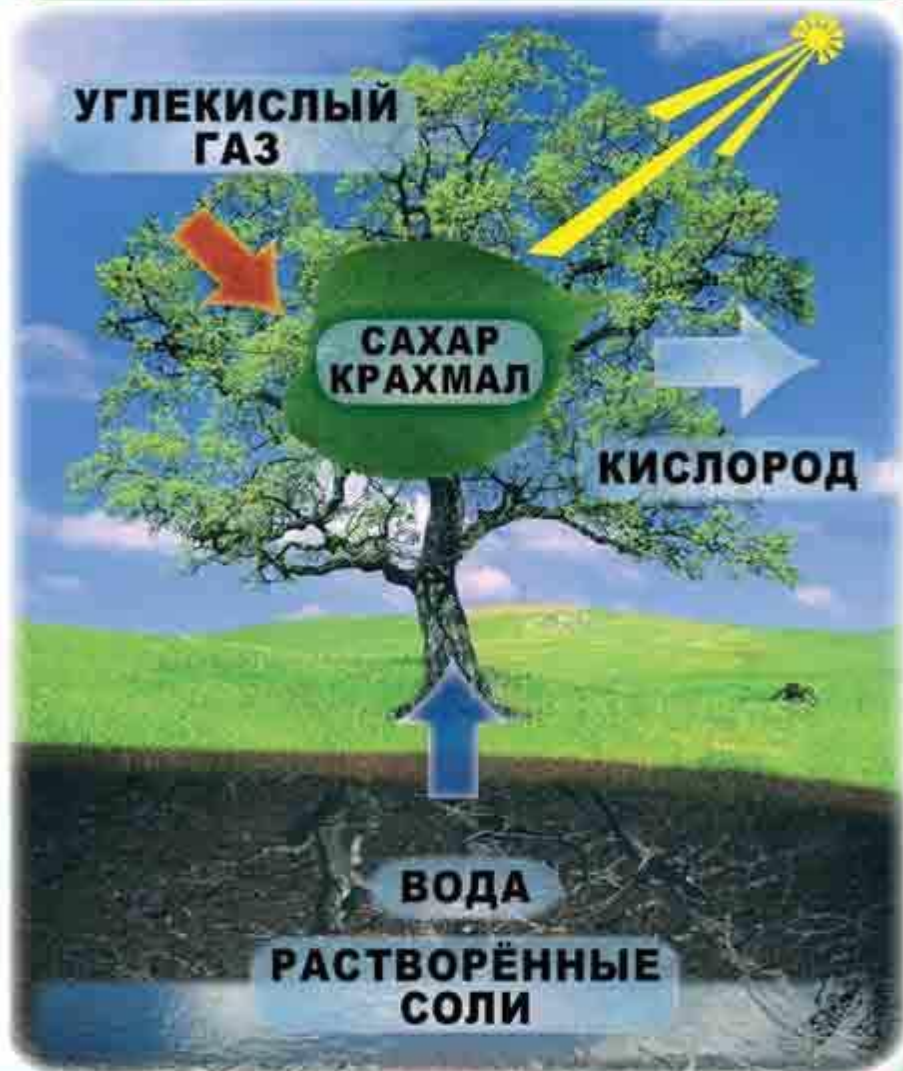 УГЛЕКИСЛЫЙ
ГАЗ
САХАР
КРАХМАЛ
КИСЛОРОД
ВОДА
РАСТВОРЁННЫЕ
СОЛИ